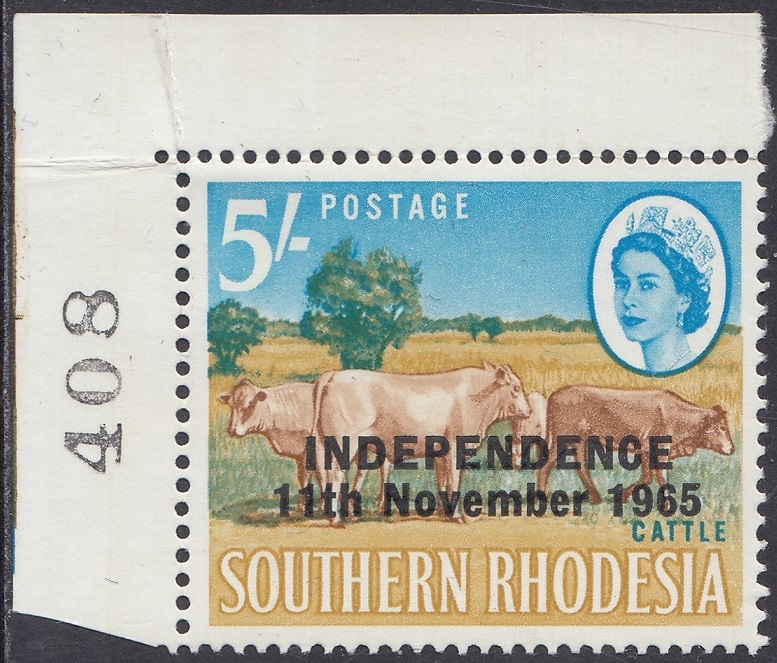 5/- POSTAGE
408
INDEPENDENCE
11th November 1965
CATTLE
SOUTHERN RHODESIA